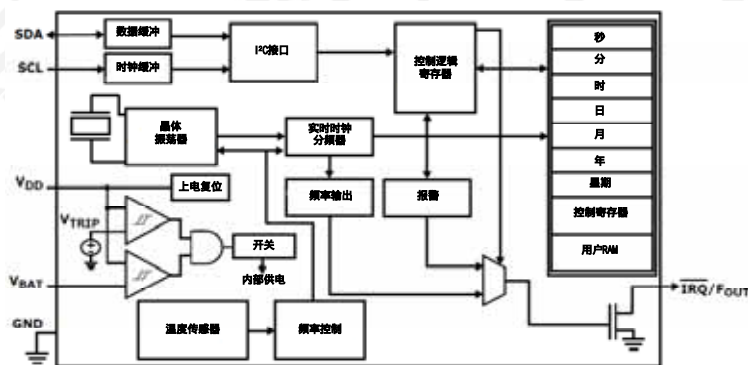 SDA
数据缓冲
SCL
时钟缓冲
I²C接口
控制逻辑
寄存器
秒
分
时
日
月
年
星期
控制寄存器
用户RAM
晶体
振荡器
实时时钟
分频器
频率输出
报警
VDD
上电复位
VTRIP
开关
内部供电
VBAT
GND
温度传感器
频率控制
IRQ/FOUT